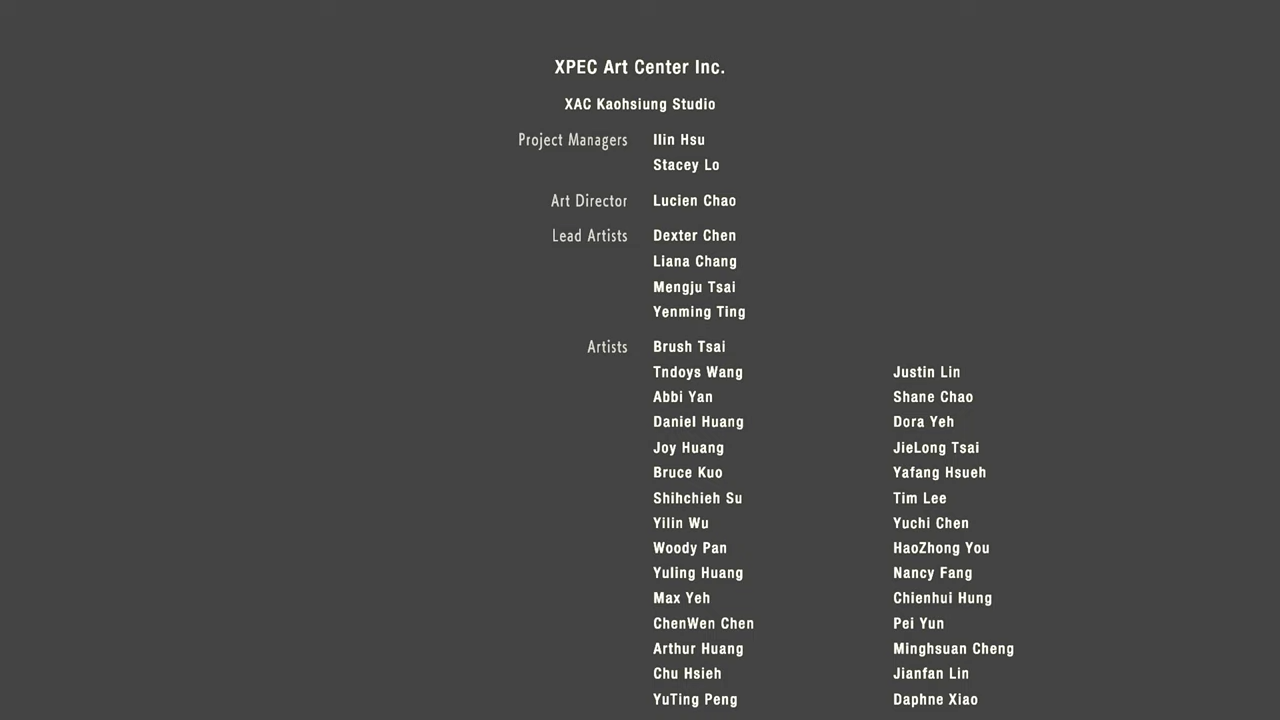 XPEC Art Center Inc.
XAC Kaohsiung Studio
Project Managers Ilin Hsu
Stacey Lo
Art Director Lucien Chao
Lead Artists Dexter Chen
Liana Chang
Mengju Tsai
Yenming Ting
Artists Brush Tsai
Tndoys Wang Justin Lin
Abbi Yan Shane Chao
Daniel Huang Dora Yeh
Joy Huang JieLong Tsai
Bruce Kuo Yafang Hsueh
Shihchieh Su Tim Lee
Yilin Wu Yuchi Chen
Woody Pan HaoZhong You
Yuling Huang Nancy Fang
Max Yeh Chienhui Hung
ChenWen Chen Pei Yun
Arthur Huang Minghsuan Cheng
Chu Hsieh Jianfan Lin
YuTing Peng Daphne Xiao